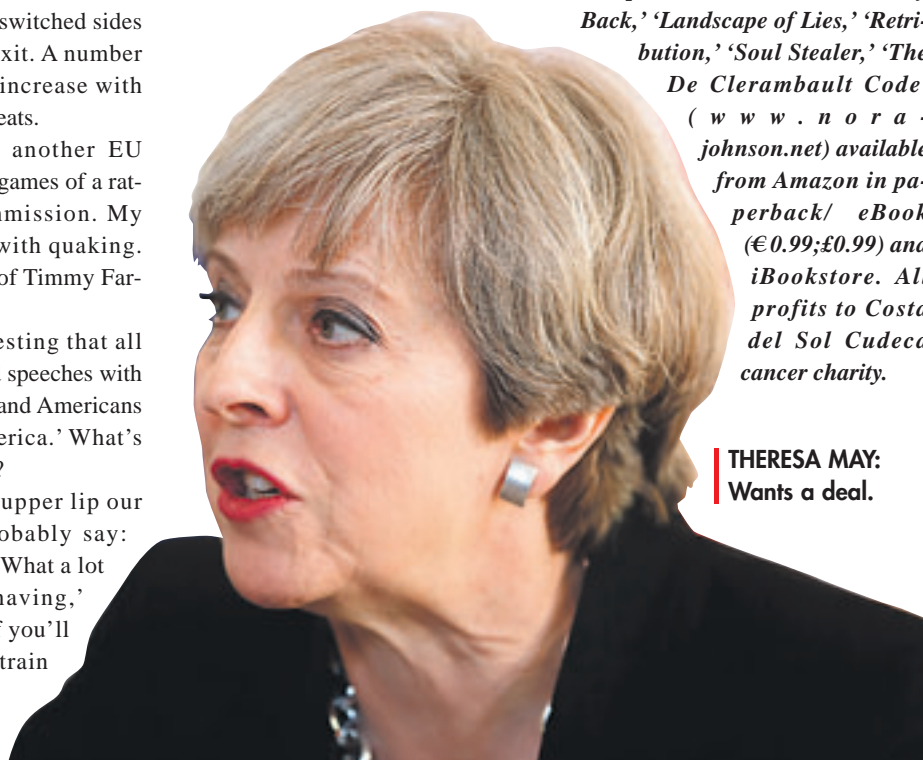 switched sides
xit. A number
increase with
eats.
another EU
games of a rat-
mmission. My
with quaking.
of Timmy Far-
esting that all
speeches with
and Americans
erica.' What's
?
upper lip our
obably say:
What a lot
having,'
f you'll
train
Back,' 'Landscape of Lies,' 'Retri-
bution,' 'Soul Stealer,' 'The
De Clerambault Code'
(www.nora-
johnson.net) available
from Amazon in pa-
perback/ eBook
(€0.99;£0.99) and
iBookstore. All
profits to Costa
del Sol Cudeca
cancer charity.
THERESA MAY:
Wants a deal.